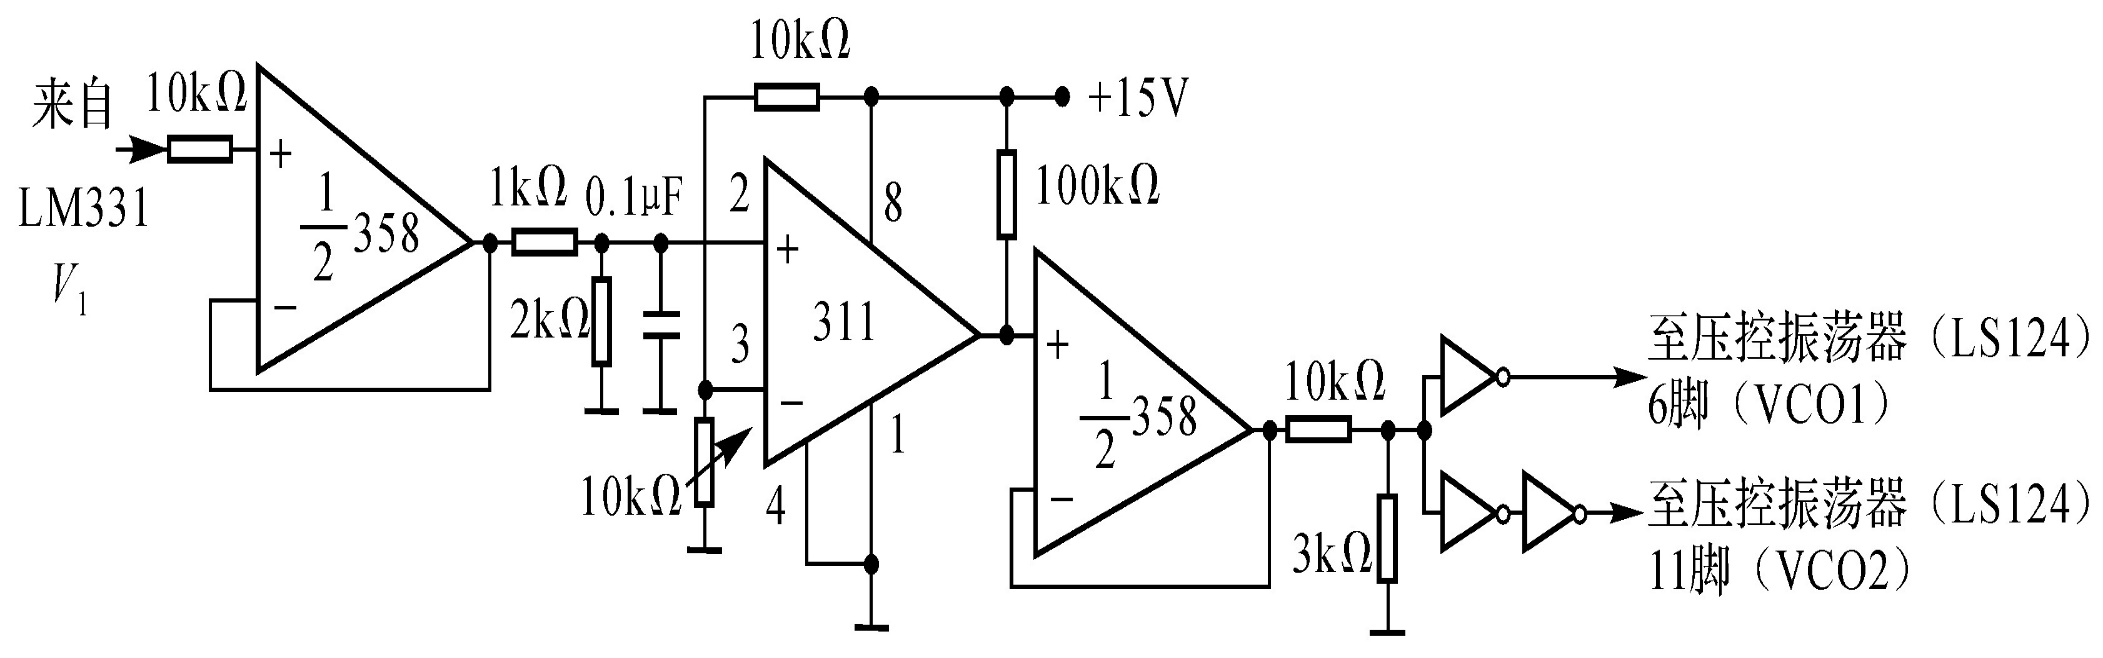 来自
LM331
V1
10kΩ
+
1/2 358
−
1kΩ
0.1μF
2kΩ
10kΩ
+15V
100kΩ
2
8
+
311
3
−
1
4
10kΩ
+
1/2 358
−
10kΩ
3kΩ
至压控振荡器（LS124）
6脚（VCO1）
至压控振荡器（LS124）
11脚（VCO2）